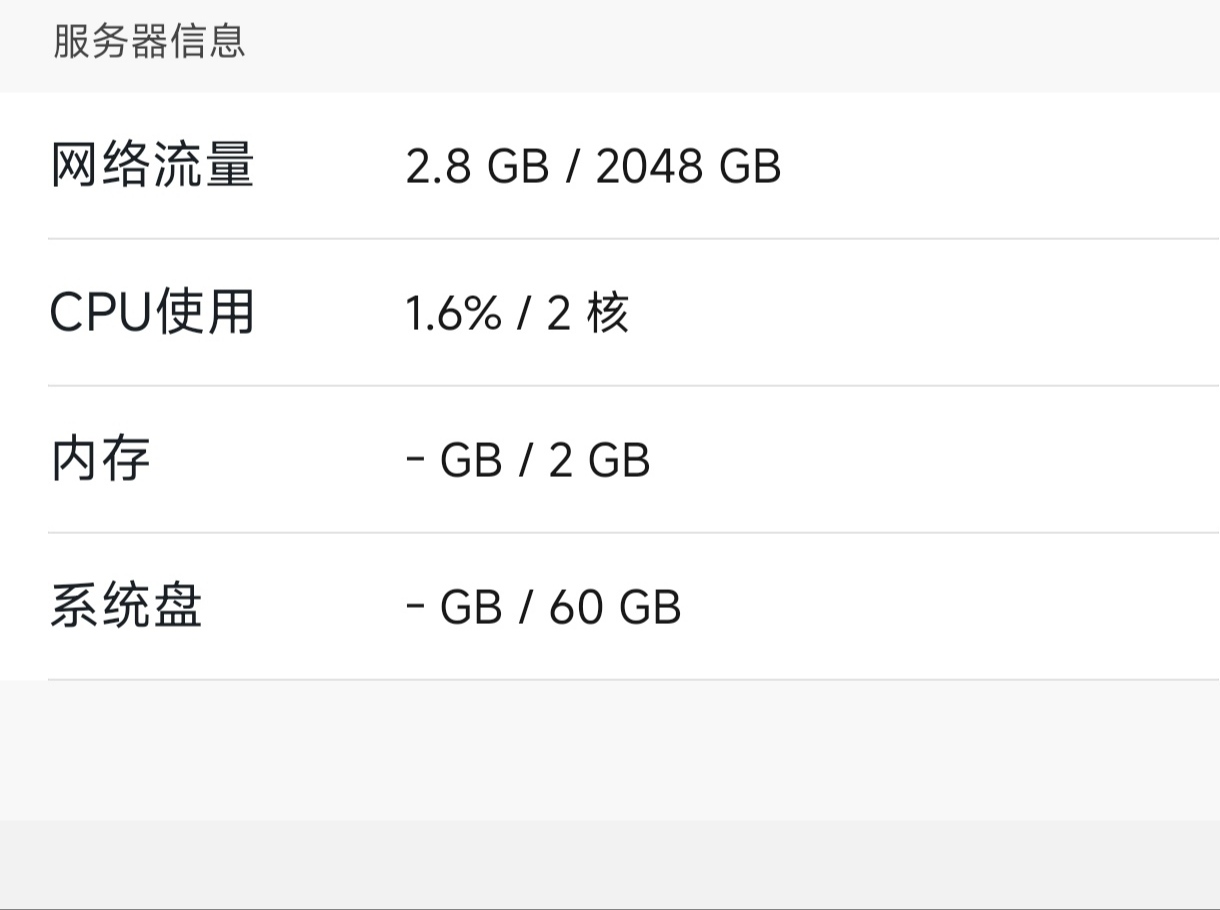 服务器信息
网络流量 2.8 GB / 2048 GB
CPU使用 1.6% / 2 核
内存 - GB / 2 GB
系统盘 - GB / 60 GB